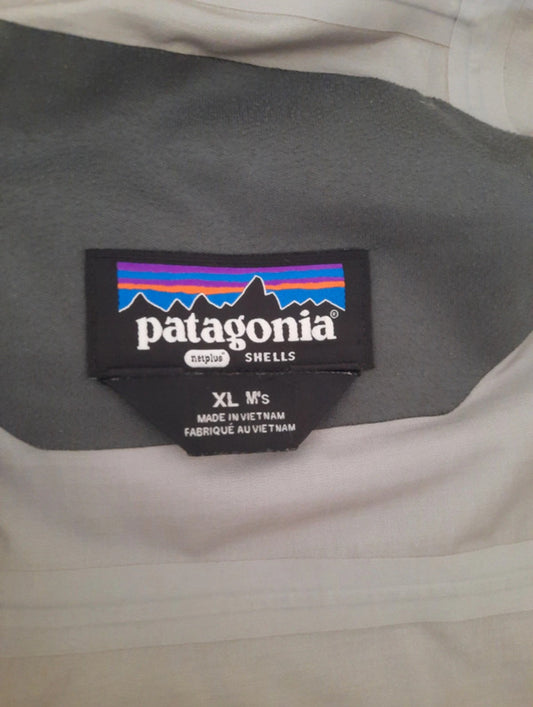 patagonia®
netplus® SHELLS
XL M's
MADE IN VIETNAM
FABRIQUÉ AU VIETNAM